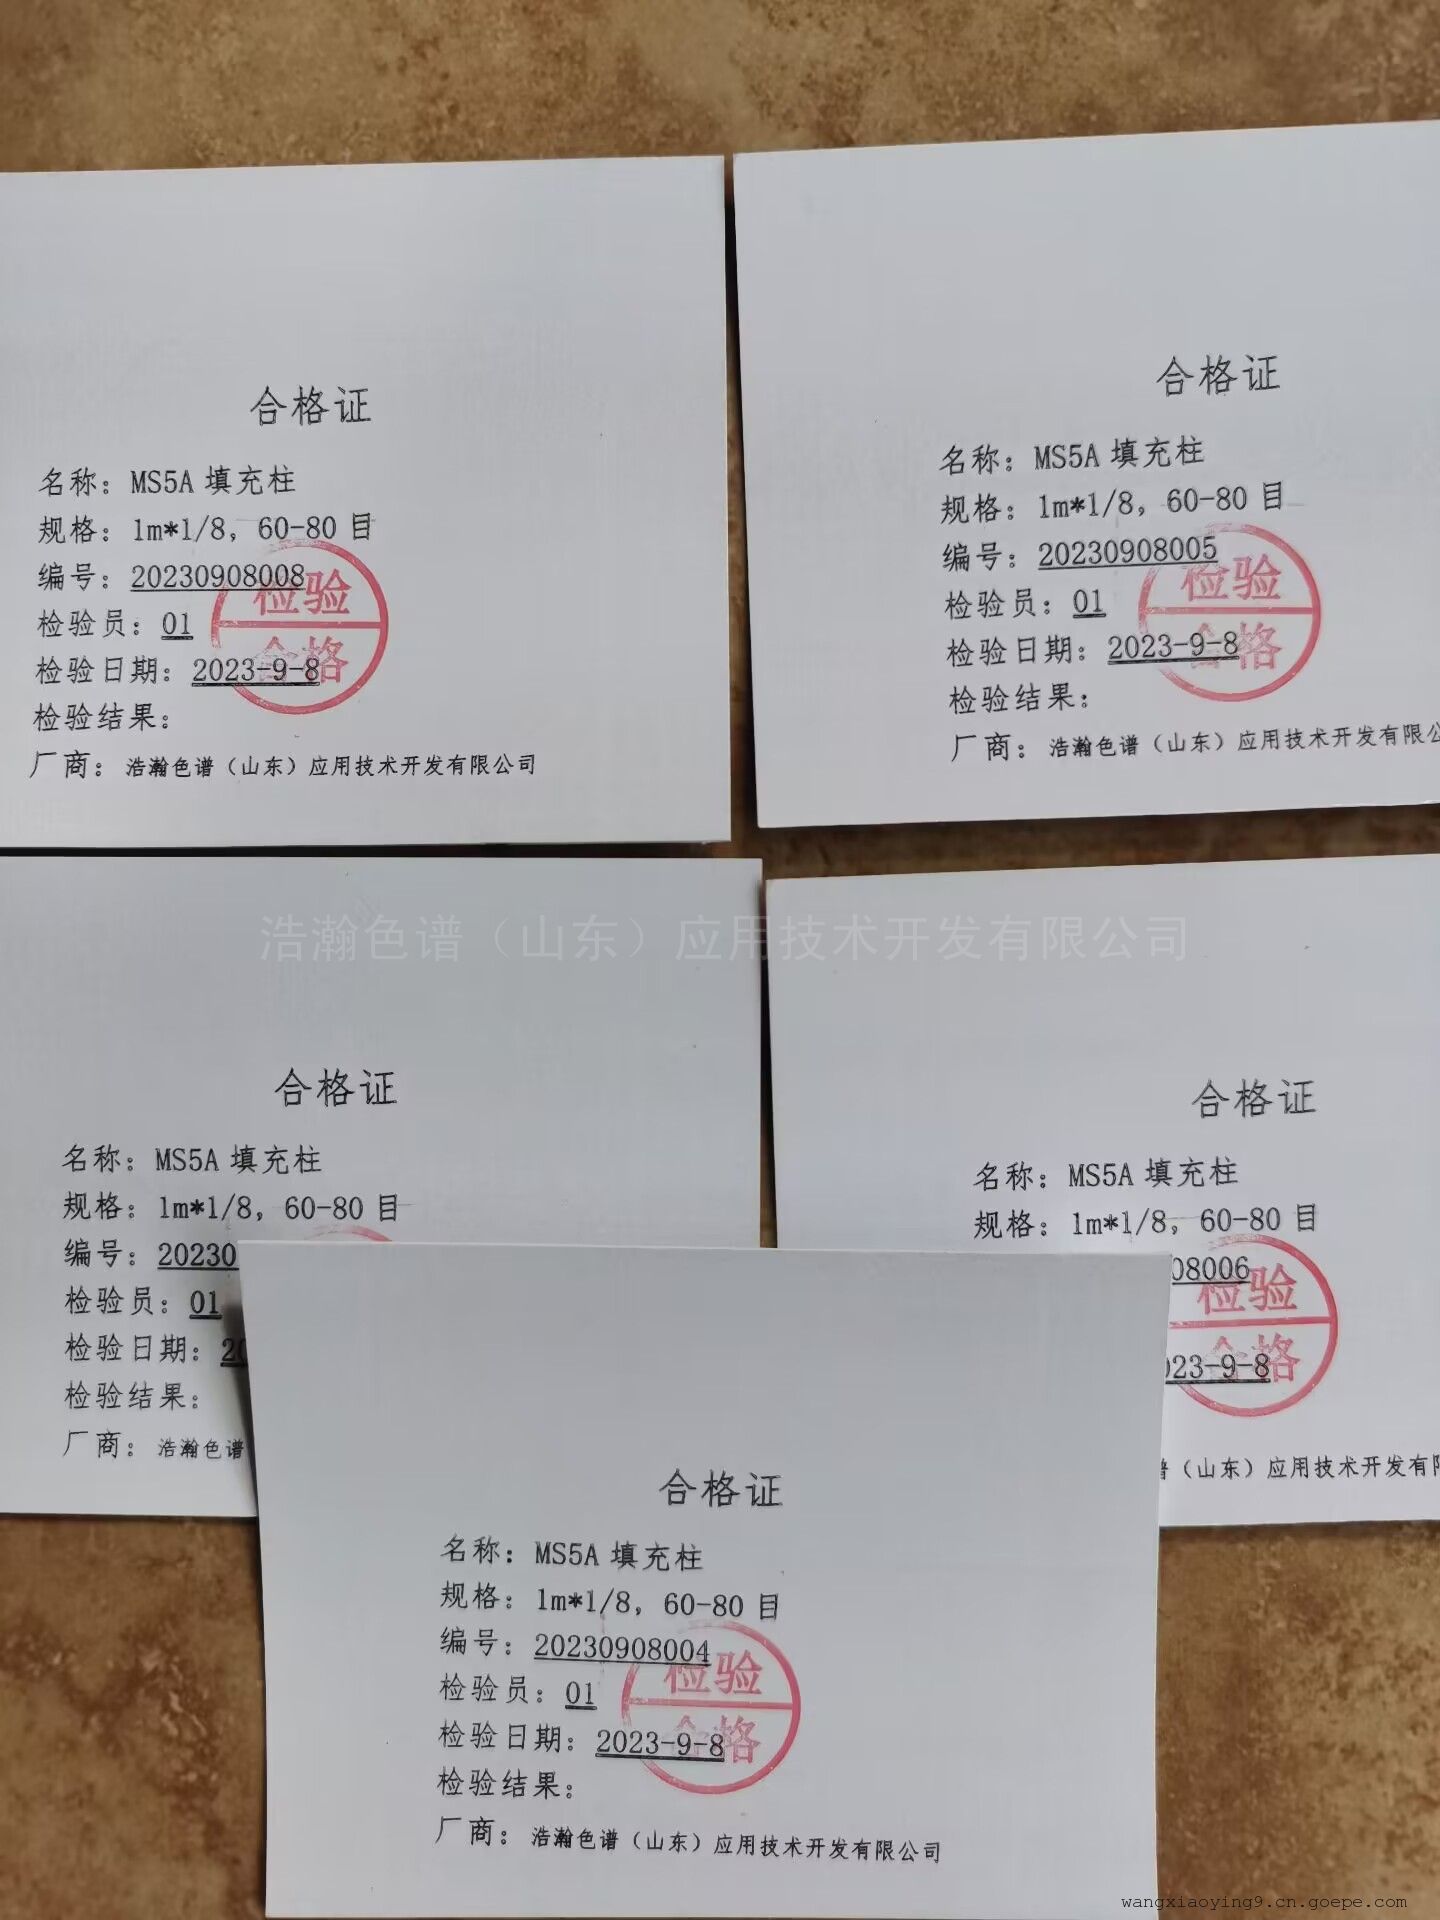 合格证
名称：MS5A 填充柱
规格：1m*1/8，60-80 目
编号：20230908008
检验员：01
检验日期：2023-9-8
检验结果：
厂商：浩瀚色谱（山东）应用技术开发有限公司
检验
合格
合格证
名称：MS5A 填充柱
规格：1m*1/8，60-80 目
编号：20230908005
检验员：01
检验日期：2023-9-8
检验结果：
厂商：浩瀚色谱（山东）应用技术开发有限公
检验
合格
浩瀚色谱（山东）应用技术开发有限公司
合格证
名称：MS5A 填充柱
规格：1m*1/8，60-80 目
编号：20230
检验员：01
检验日期：20
检验结果：
厂商：浩瀚色谱
合格证
名称：MS5A 填充柱
规格：1m*1/8，60-80 目
08006
023-9-8
谱（山东）应用技术开发有限
检验
合格
合格证
名称：MS5A 填充柱
规格：1m*1/8，60-80 目
编号：20230908004
检验员：01
检验日期：2023-9-8
检验结果：
厂商：浩瀚色谱（山东）应用技术开发有限公司
检验
合格
wangxiaoying9.cn.goepe.com